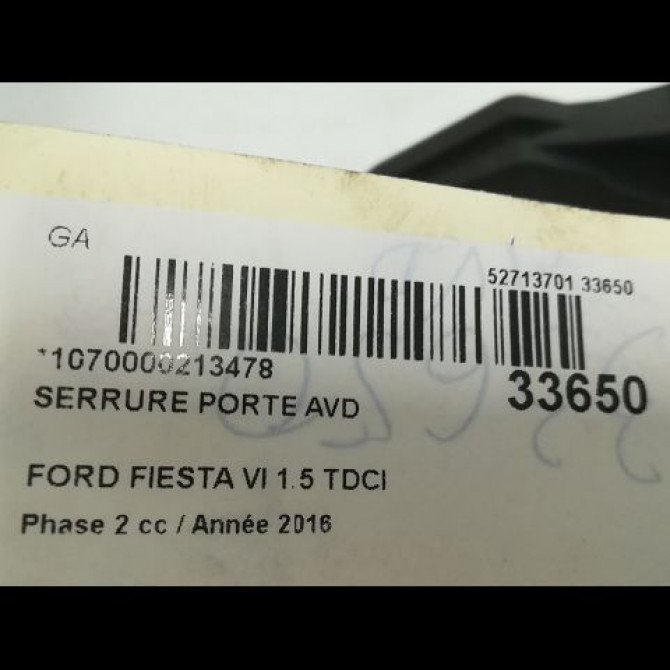 GA
52713701 33650
*1070000213478
33650
SERRURE PORTE AVD
FORD FIESTA VI 1.5 TDCI
Phase 2 cc / Année 2016